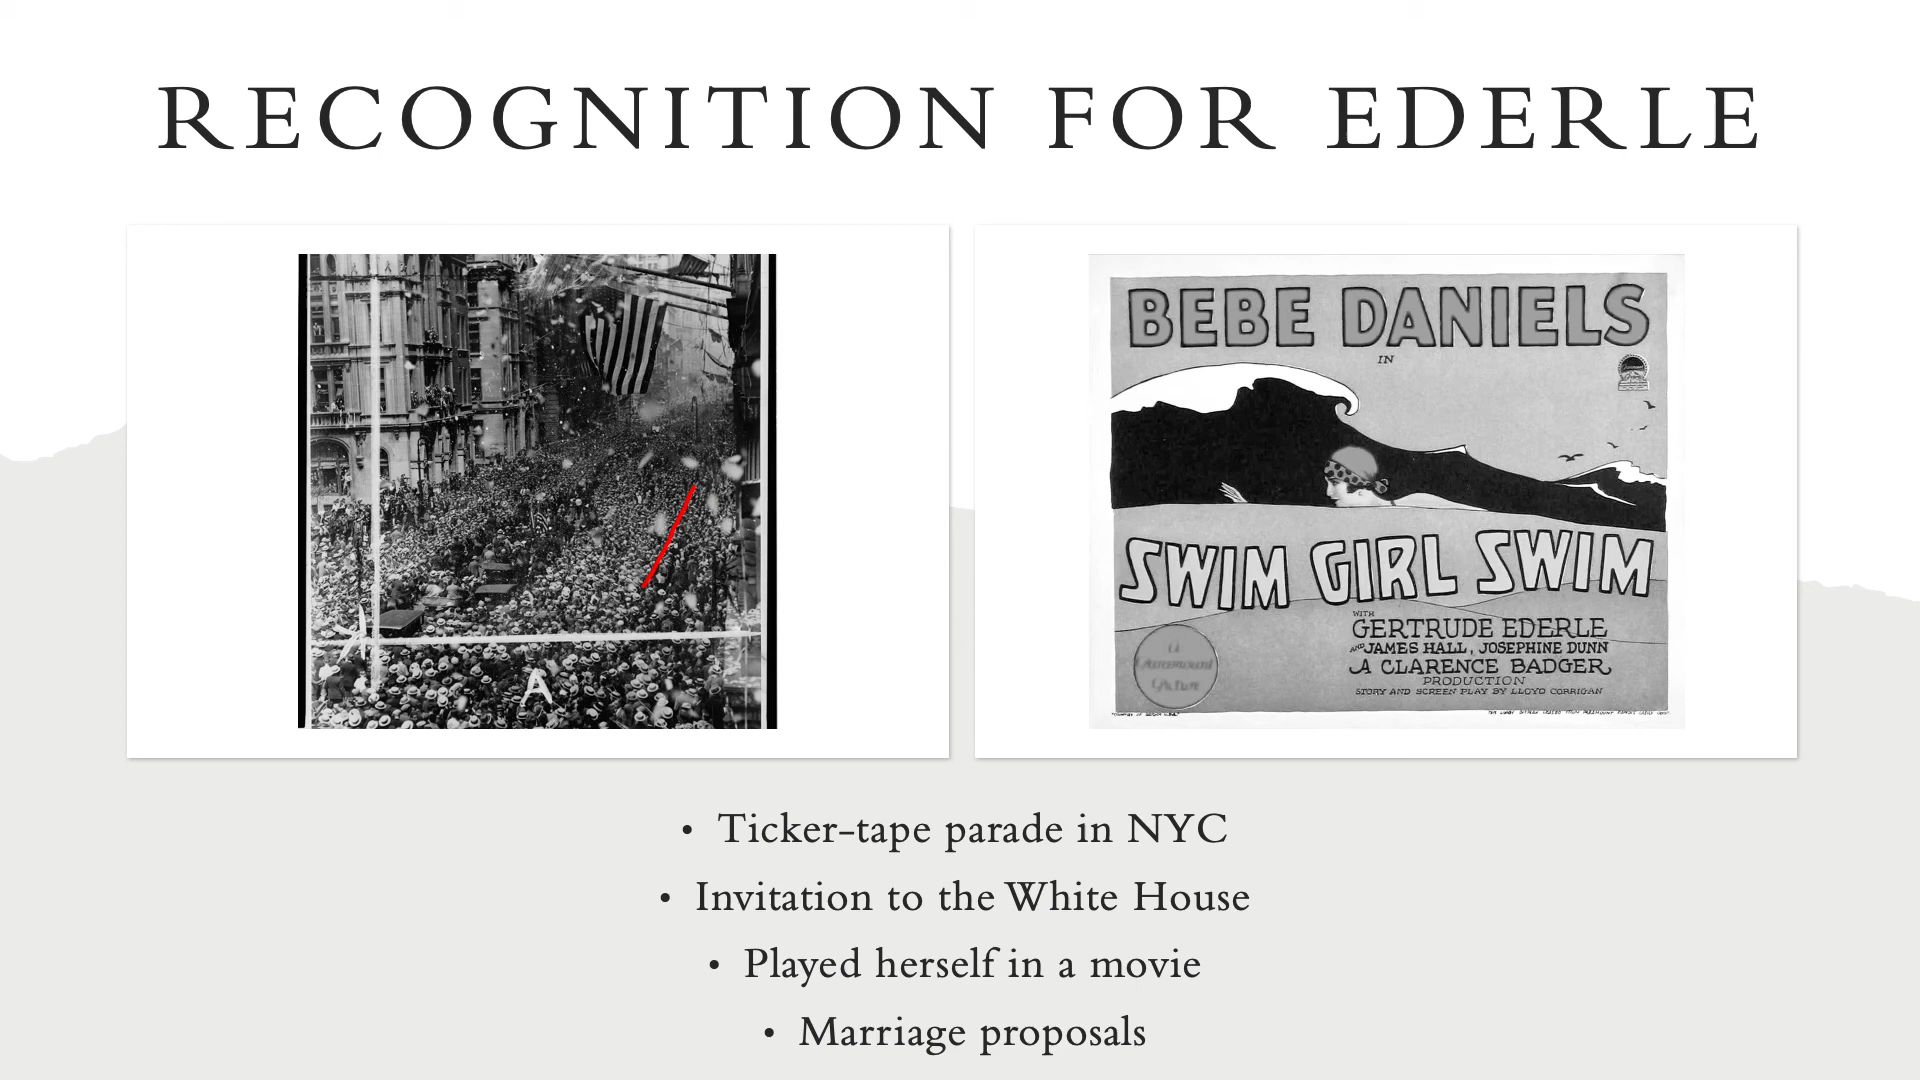 RECOGNITION FOR EDERLE
A
BEBE DANIELS
IN
SWIM GIRL SWIM
WITH
GERTRUDE EDERLE
AND JAMES HALL, JOSEPHINE DUNN
A CLARENCE BADGER
PRODUCTION
STORY AND SCREEN PLAY BY LLOYD CORRIGAN
A
Paramount
Picture
• Ticker-tape parade in NYC
• Invitation to the White House
• Played herself in a movie
• Marriage proposals